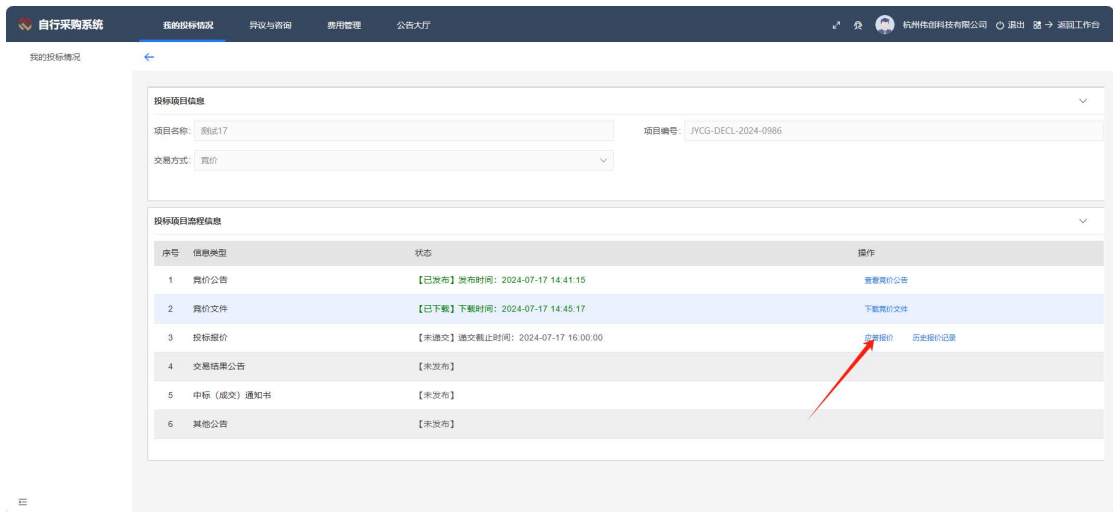 自行采购系统 我的投标情况 异议与咨询 费用管理 公告大厅 杭州伟创科技有限公司 退出 返回工作台
我的投标情况
投标项目信息
项目名称: 测试17 项目编号: JYCG-DECL-2024-0986
交易方式: 竞价
投标项目流程信息
序号 信息类型 状态 操作
1 竞价公告 【已发布】发布时间：2024-07-17 14:41:15 查看竞价公告
2 竞价文件 【已下载】下载时间：2024-07-17 14:45:17 下载竞价文件
3 投标报价 【未递交】递交截止时间：2024-07-17 16:00:00 应答报价 历史报价记录
4 交易结果公告 【未发布】
5 中标（成交）通知书 【未发布】
6 其他公告 【未发布】